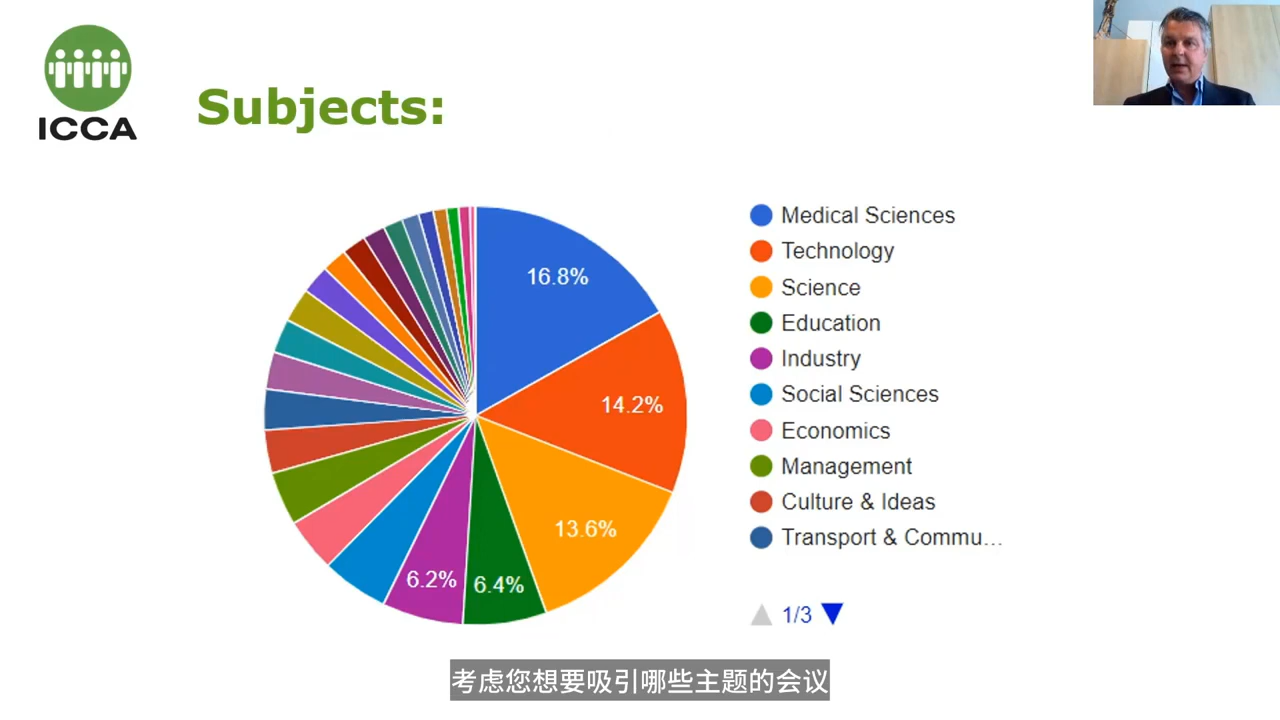 ICCA
Subjects:
16.8%
14.2%
13.6%
6.4%
6.2%
Medical Sciences
Technology
Science
Education
Industry
Social Sciences
Economics
Management
Culture & Ideas
Transport & Commu...
1/3
考虑您想要吸引哪些主题的会议